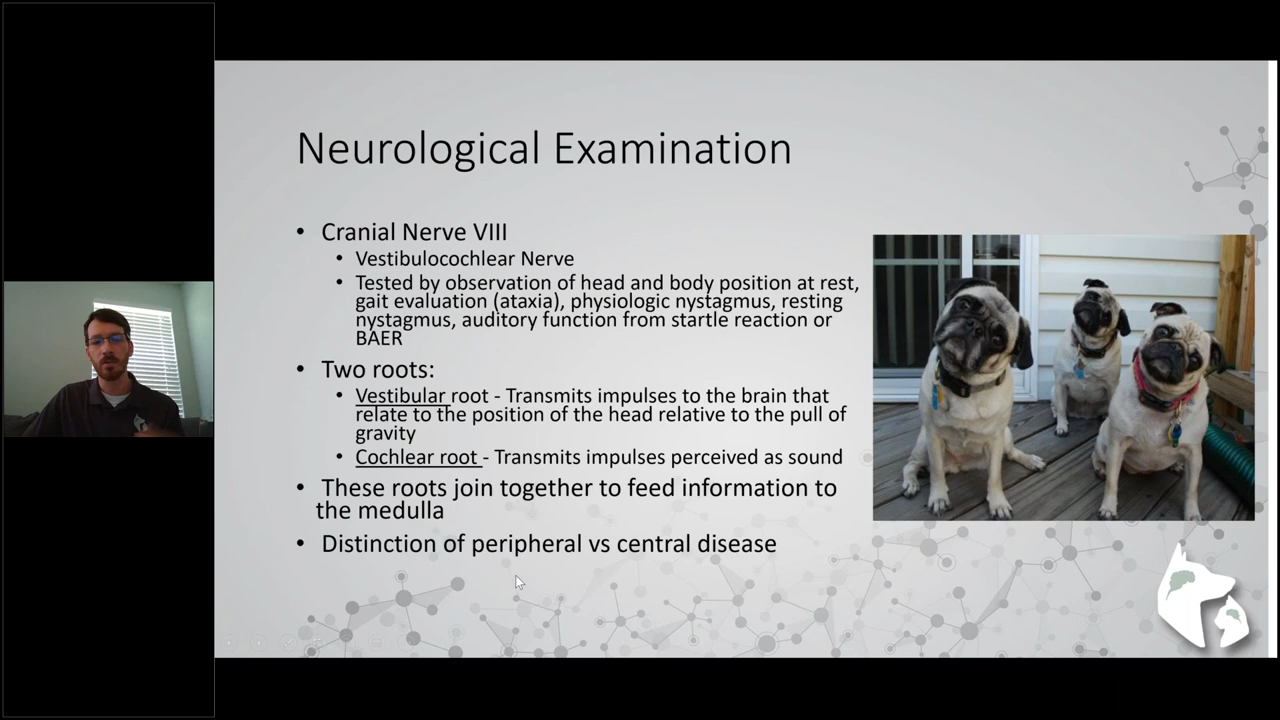 Neurological Examination
• Cranial Nerve VIII
• Vestibulocochlear Nerve
• Tested by observation of head and body position at rest,
gait evaluation (ataxia), physiologic nystagmus, resting
nystagmus, auditory function from startle reaction or
BAER
• Two roots:
• Vestibular root - Transmits impulses to the brain that
relate to the position of the head relative to the pull of
gravity
• Cochlear root - Transmits impulses perceived as sound
• These roots join together to feed information to
the medulla
• Distinction of peripheral vs central disease